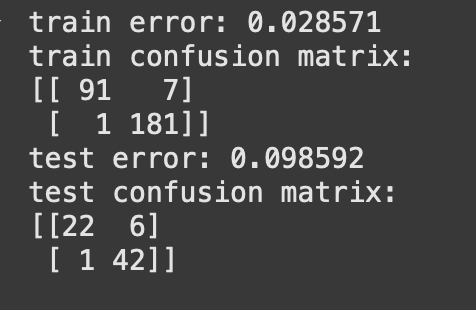 train error: 0.028571
train confusion matrix:
[[ 91   7]
 [  1 181]]
test error: 0.098592
test confusion matrix:
[[22  6]
 [ 1 42]]